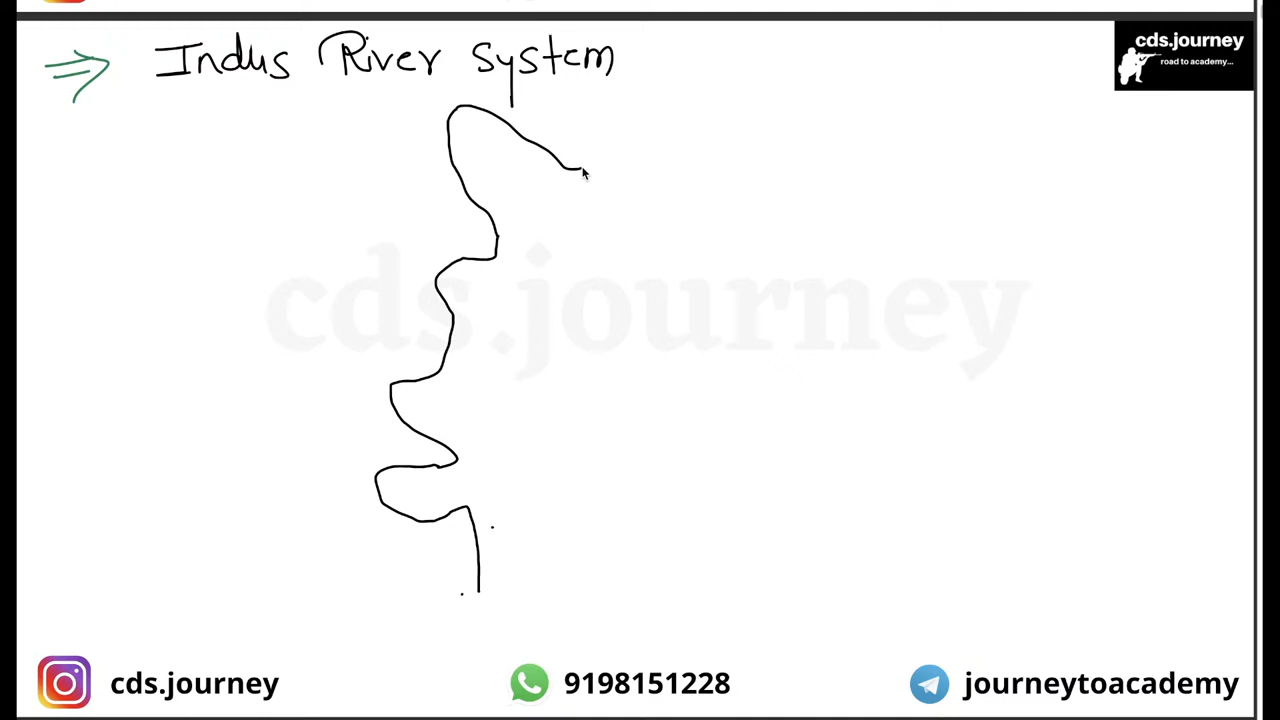 ⇒ Indus River System
cds.journey
road to academy...
cds.journey
cds.journey
9198151228
journeytoacademy